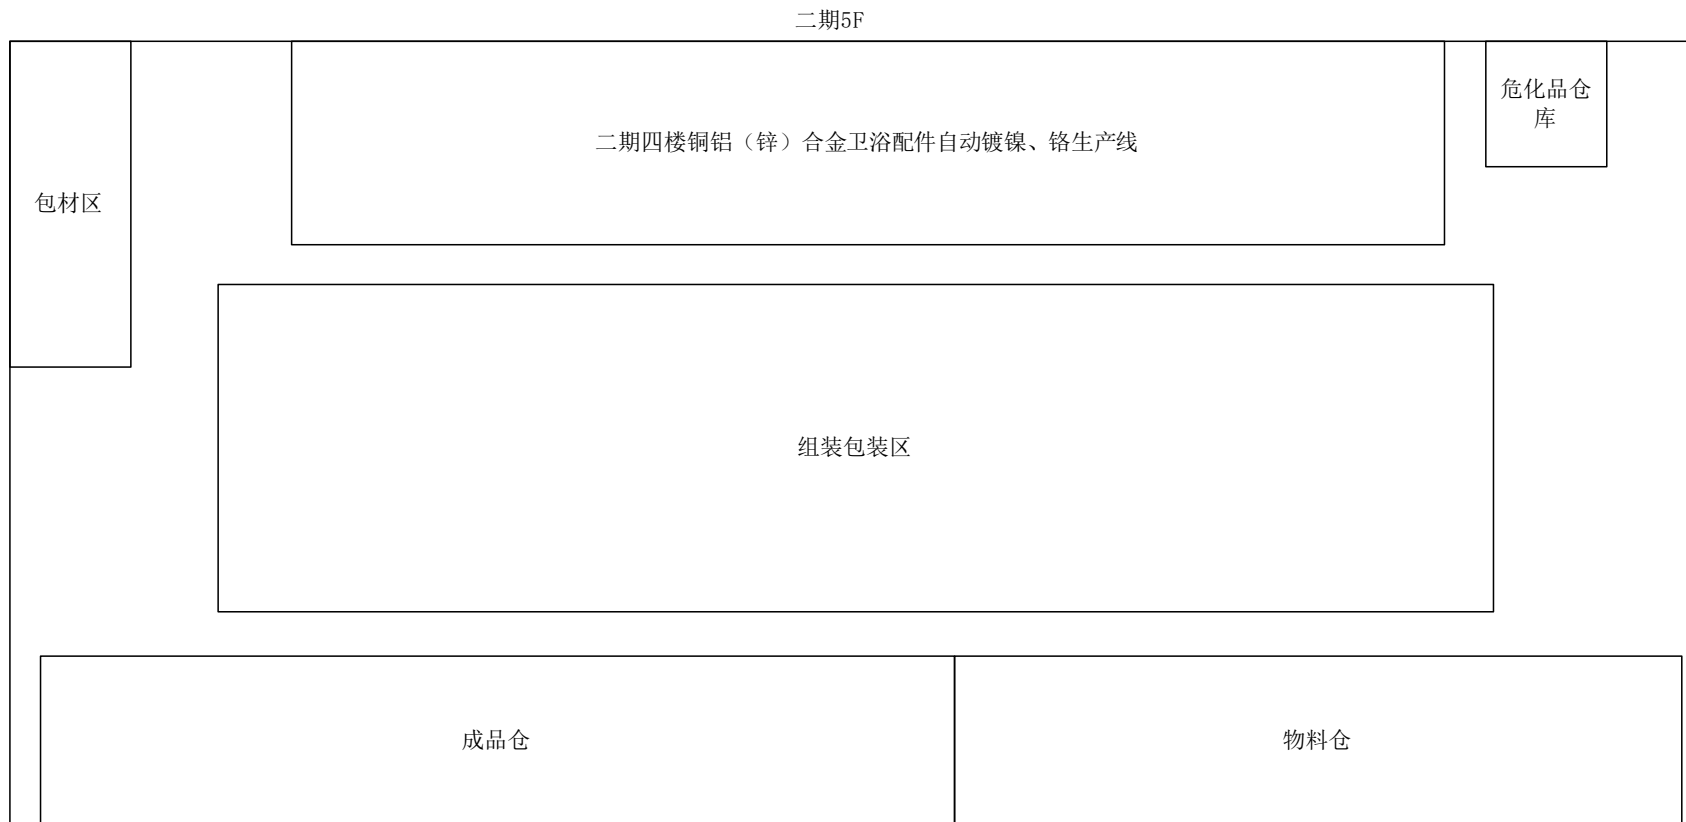 二期5F
二期四楼铜铝（锌）合金卫浴配件自动镀镍、铬生产线
危化品仓
库
包材区
组装包装区
成品仓
物料仓